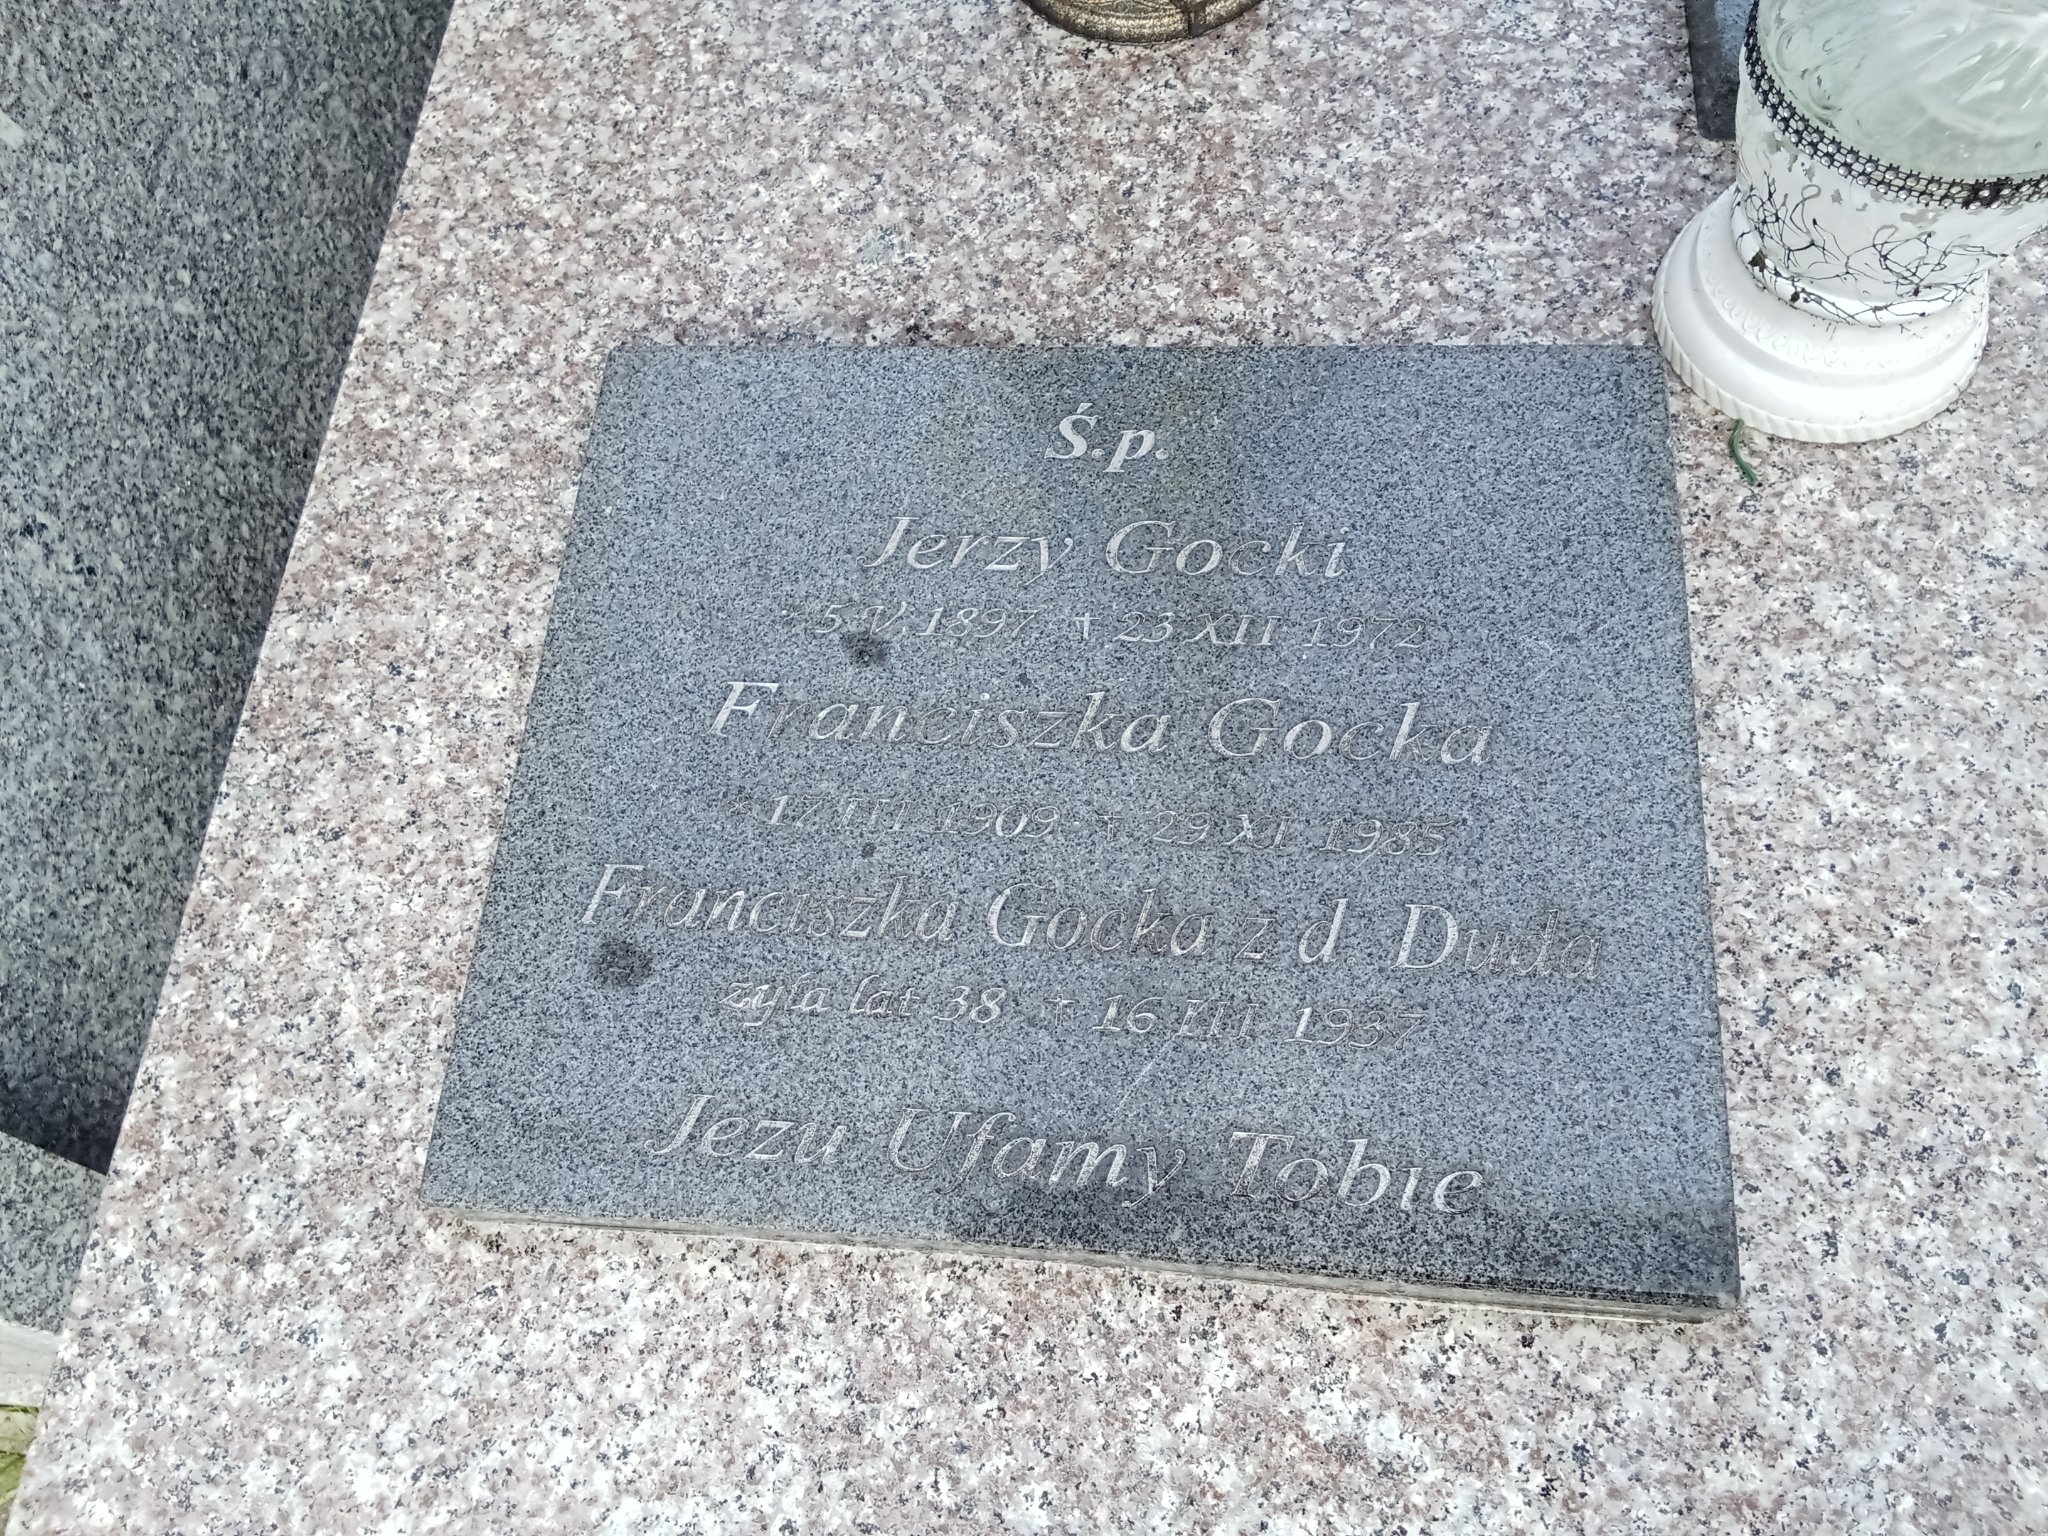 Ś.p.
Jerzy Gocki
* 5 V 1897 † 23 XII 1972
Franciszka Gocka
* 17 III 1909 † 29 XI 1985
Franciszka Gocka z d. Duda
żyła lat 38 † 16 III 1937
Jezu Ufamy Tobie